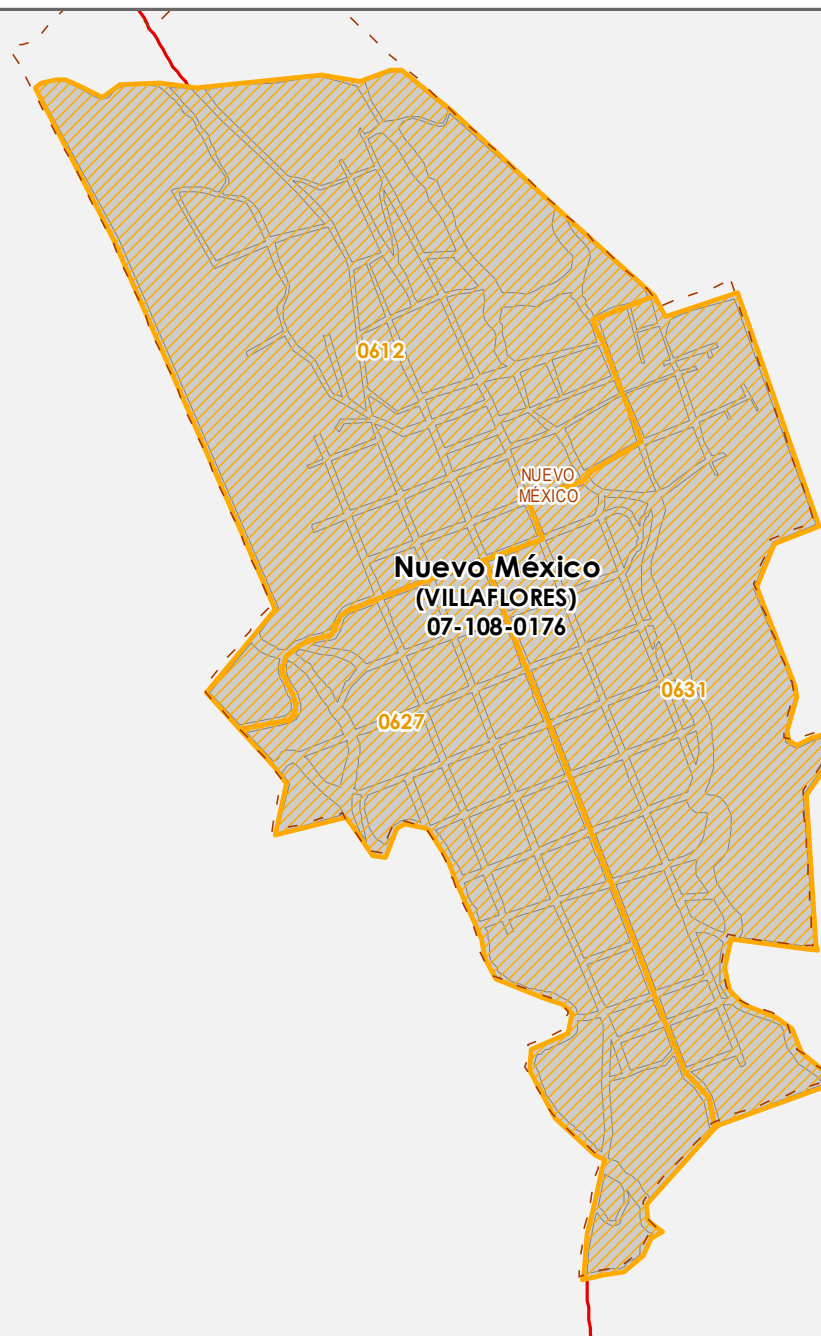 0612
NUEVO
MÉXICO
Nuevo México
(VILLAFLORES)
07-108-0176
0631
0627